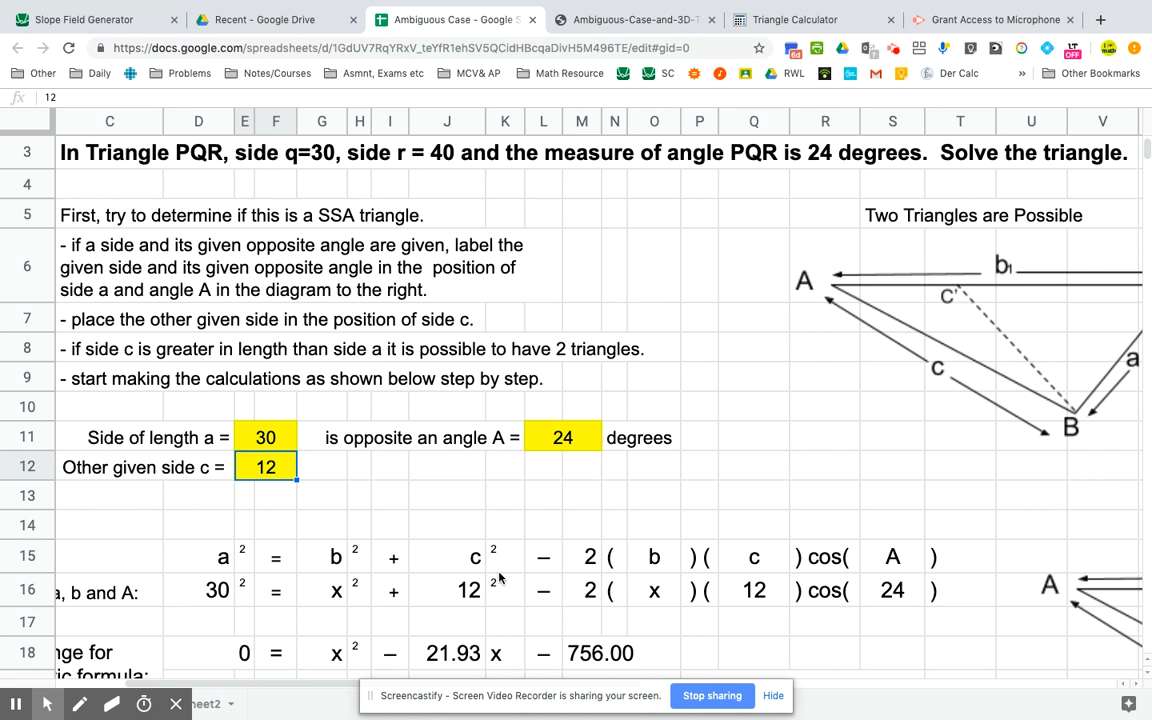 Slope Field Generator
Recent - Google Drive
Ambiguous Case - Google S
Ambiguous-Case-and-3D-T
Triangle Calculator
Grant Access to Microphone
https://docs.google.com/spreadsheets/d/1GdUV7RqYRxV_teYfR1ehSV5QCidHBcqaDivH5M496TE/edit#gid=0
6d
OFF
Other
Daily
Problems
Notes/Courses
Asmnt, Exams etc
MCV& AP
Math Resource
SC
RWL
Der Calc
»
Other Bookmarks
fx 12
C D E F G H I J K L M N O P Q R S T U V
3 In Triangle PQR, side q=30, side r = 40 and the measure of angle PQR is 24 degrees. Solve the triangle.
4
5 First, try to determine if this is a SSA triangle. Two Triangles are Possible
6 - if a side and its given opposite angle are given, label the
given side and its given opposite angle in the position of
side a and angle A in the diagram to the right.
A b₁ c' c a B
7 - place the other given side in the position of side c.
8 - if side c is greater in length than side a it is possible to have 2 triangles.
9 - start making the calculations as shown below step by step.
10
11 Side of length a = 30 is opposite an angle A = 24 degrees
12 Other given side c = 12
13
14
15 a ² = b ² + c ² – 2 ( b ) ( c ) cos( A )
16 a, b and A: 30 ² = x ² + 12 ² – 2 ( x ) ( 12 ) cos( 24 )
A
17
18 nge for 0 = x ² – 21.93 x – 756.00
ic formula:
neet2
Screencastify - Screen Video Recorder is sharing your screen.
Stop sharing
Hide